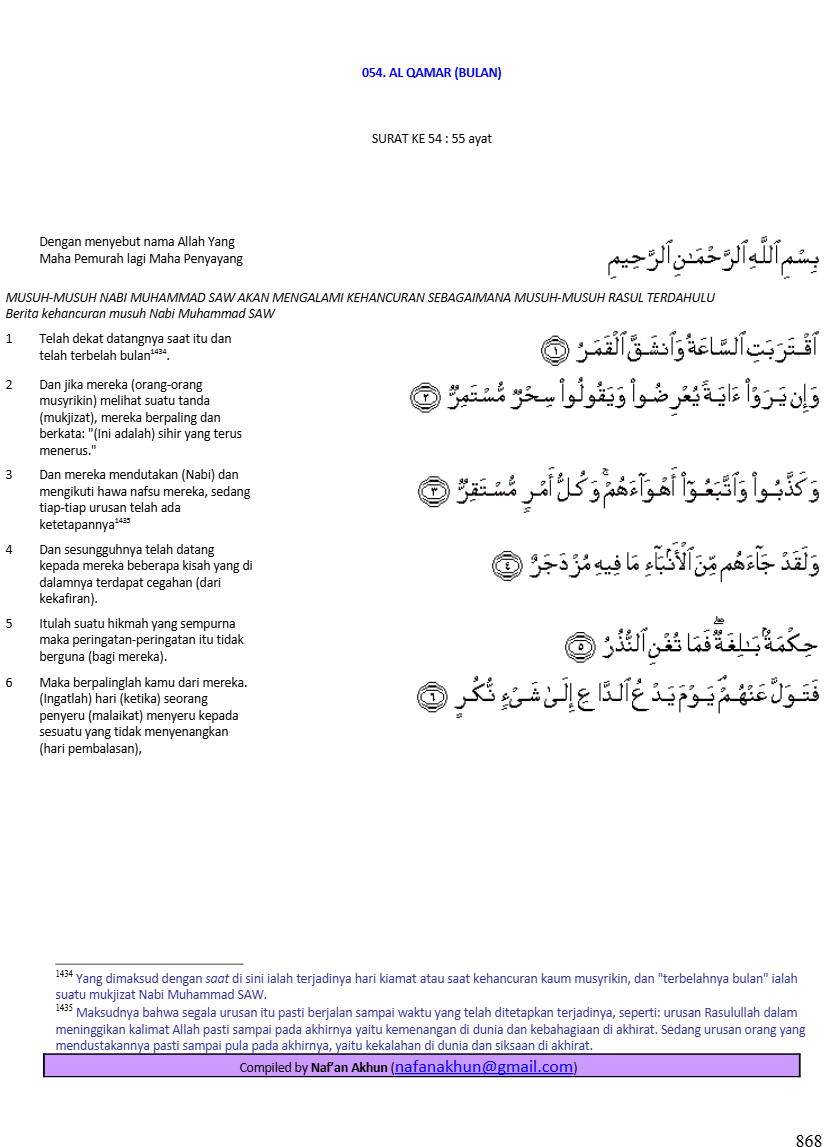 054. AL QAMAR (BULAN)
SURAT KE 54 : 55 ayat
Dengan menyebut nama Allah Yang
Maha Pemurah lagi Maha Penyayang
بِسْمِ ٱللَّهِ ٱلرَّحْمَـٰنِ ٱلرَّحِيمِ
MUSUH-MUSUH NABI MUHAMMAD SAW AKAN MENGALAMI KEHANCURAN SEBAGAIMANA MUSUH-MUSUH RASUL TERDAHULU
Berita kehancuran musuh Nabi Muhammad SAW
1 Telah dekat datangnya saat itu dan
telah terbelah bulan¹⁴³⁴.
ٱقْتَرَبَتِ ٱلسَّاعَةُ وَٱنشَقَّ ٱلْقَمَرُ ﴿١﴾
2 Dan jika mereka (orang-orang
musyrikin) melihat suatu tanda
(mukjizat), mereka berpaling dan
berkata: "(Ini adalah) sihir yang terus
menerus."
وَإِن يَرَوْا۟ ءَايَةً يُعْرِضُوا۟ وَيَقُولُوا۟ سِحْرٌ مُّسْتَمِرٌّ ﴿٢﴾
3 Dan mereka mendutakan (Nabi) dan
mengikuti hawa nafsu mereka, sedang
tiap-tiap urusan telah ada
ketetapannya¹⁴³⁵
وَكَذَّبُوا۟ وَٱتَّبَعُوٓا۟ أَهْوَآءَهُمْ ۚ وَكُلُّ أَمْرٍ مُّسْتَقِرٌّ ﴿٣﴾
4 Dan sesungguhnya telah datang
kepada mereka beberapa kisah yang di
dalamnya terdapat cegahan (dari
kekafiran).
وَلَقَدْ جَآءَهُم مِّنَ ٱلْأَنۢبَآءِ مَا فِيهِ مُزْدَجَرٌ ﴿٤﴾
5 Itulah suatu hikmah yang sempurna
maka peringatan-peringatan itu tidak
berguna (bagi mereka).
حِكْمَةٌۢ بَـٰلِغَةٌ ۖ فَمَا تُغْنِ ٱلنُّذُرُ ﴿٥﴾
6 Maka berpalinglah kamu dari mereka.
(Ingatlah) hari (ketika) seorang
penyeru (malaikat) menyeru kepada
sesuatu yang tidak menyenangkan
(hari pembalasan),
فَتَوَلَّ عَنْهُمْ ۘ يَوْمَ يَدْعُ ٱلدَّاعِ إِلَىٰ شَىْءٍ نُّكُرٍ ﴿٦﴾
¹⁴³⁴ Yang dimaksud dengan saat di sini ialah terjadinya hari kiamat atau saat kehancuran kaum musyrikin, dan "terbelahnya bulan" ialah
suatu mukjizat Nabi Muhammad SAW.
¹⁴³⁵ Maksudnya bahwa segala urusan itu pasti berjalan sampai waktu yang telah ditetapkan terjadinya, seperti: urusan Rasulullah dalam
meninggikan kalimat Allah pasti sampai pada akhirnya yaitu kemenangan di dunia dan kebahagiaan di akhirat. Sedang urusan orang yang
mendustakannya pasti sampai pula pada akhirnya, yaitu kekalahan di dunia dan siksaan di akhirat.
Compiled by Naf'an Akhun (nafanakhun@gmail.com)
868